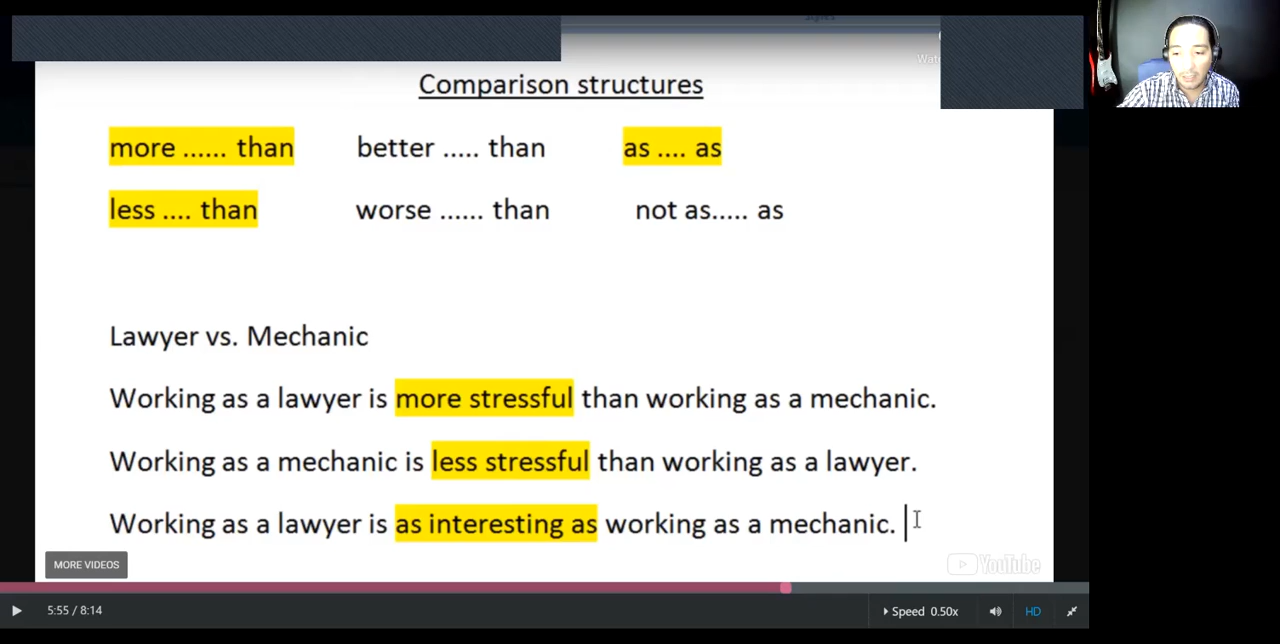 Comparison structures
more ...... than better ..... than as .... as
less .... than worse ...... than not as..... as
Lawyer vs. Mechanic
Working as a lawyer is more stressful than working as a mechanic.
Working as a mechanic is less stressful than working as a lawyer.
Working as a lawyer is as interesting as working as a mechanic.
MORE VIDEOS
YouTube
5:55 / 8:14
Speed 0.50x
HD